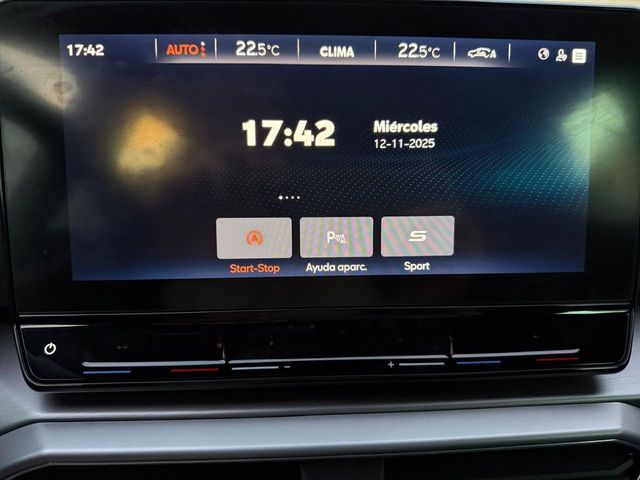 17:42 AUTO 22.5°C CLIMA 22.5°C A
17:42
Miércoles
12-11-2025
A P S
Start-Stop Ayuda aparc. Sport
- +